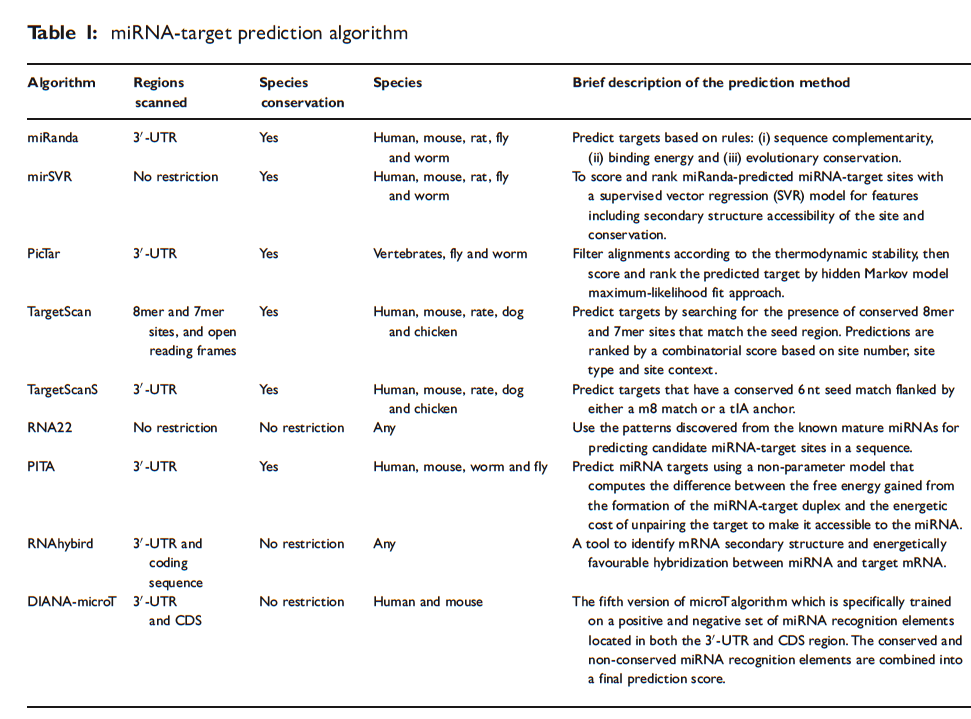 Table 1: miRNA-target prediction algorithm
Algorithm Regions scanned Species conservation Species Brief description of the prediction method
miRanda 3′-UTR Yes Human, mouse, rat, fly and worm Predict targets based on rules: (i) sequence complementarity, (ii) binding energy and (iii) evolutionary conservation.
mirSVR No restriction Yes Human, mouse, rat, fly and worm To score and rank miRanda-predicted miRNA-target sites with a supervised vector regression (SVR) model for features including secondary structure accessibility of the site and conservation.
PicTar 3′-UTR Yes Vertebrates, fly and worm Filter alignments according to the thermodynamic stability, then score and rank the predicted target by hidden Markov model maximum-likelihood fit approach.
TargetScan 8mer and 7mer sites, and open reading frames Yes Human, mouse, rate, dog and chicken Predict targets by searching for the presence of conserved 8mer and 7mer sites that match the seed region. Predictions are ranked by a combinatorial score based on site number, site type and site context.
TargetScanS 3′-UTR Yes Human, mouse, rate, dog and chicken Predict targets that have a conserved 6 nt seed match flanked by either a m8 match or a t1A anchor.
RNA22 No restriction No restriction Any Use the patterns discovered from the known mature miRNAs for predicting candidate miRNA-target sites in a sequence.
PITA 3′-UTR Yes Human, mouse, worm and fly Predict miRNA targets using a non-parameter model that computes the difference between the free energy gained from the formation of the miRNA-target duplex and the energetic cost of unpairing the target to make it accessible to the miRNA.
RNAhybird 3′-UTR and coding sequence No restriction Any A tool to identify mRNA secondary structure and energetically favourable hybridization between miRNA and target mRNA.
DIANA-microT 3′-UTR and CDS No restriction Human and mouse The fifth version of microT algorithm which is specifically trained on a positive and negative set of miRNA recognition elements located in both the 3′-UTR and CDS region. The conserved and non-conserved miRNA recognition elements are combined into a final prediction score.